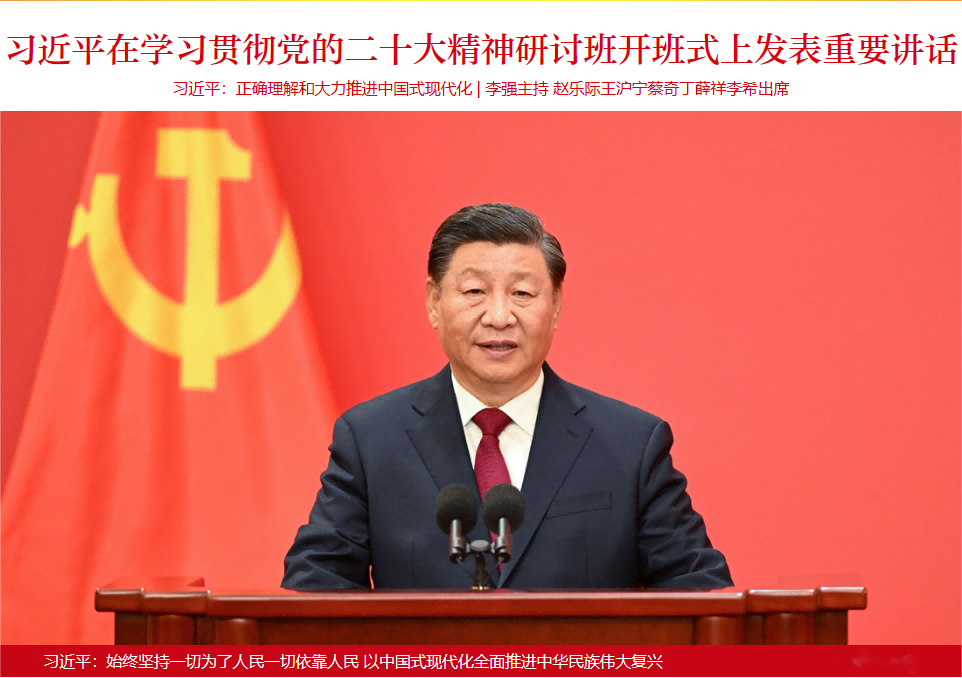 习近平在学习贯彻党的二十大精神研讨班开班式上发表重要讲话
习近平：正确理解和大力推进中国式现代化 | 李强主持 赵乐际王沪宁蔡奇丁薛祥李希出席
习近平：始终坚持一切为了人民一切依靠人民 以中国式现代化全面推进中华民族伟大复兴